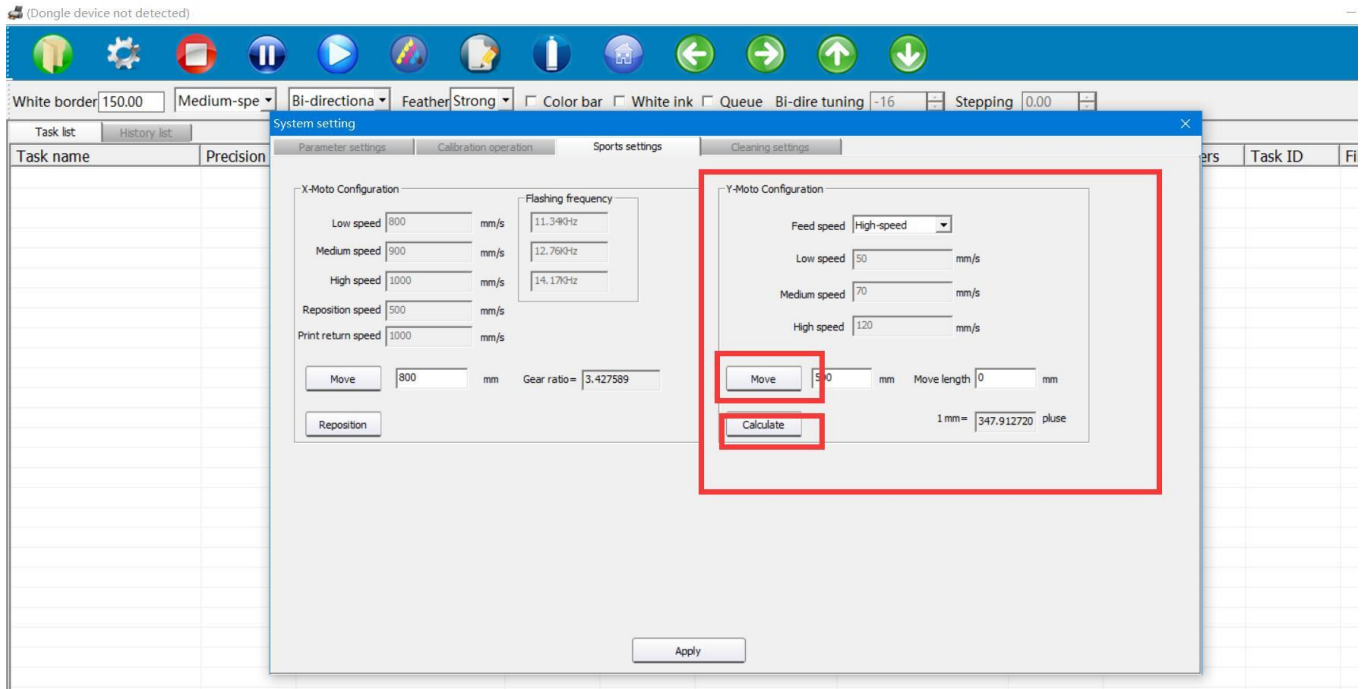 (Dongle device not detected)
White border 150.00 Medium-spe Bi-directiona Feather Strong Color bar White ink Queue Bi-dire tuning -16 Stepping 0.00
Task list History list
System setting
Task name Precision
Parameter settings Calibration operation Sports settings Cleaning settings
ers Task ID Fi
X-Moto Configuration
Flashing frequency
Low speed 800 mm/s 11.34KHz
Medium speed 900 mm/s 12.76KHz
High speed 1000 mm/s 14.17KHz
Reposition speed 500 mm/s
Print return speed 1000 mm/s
Move 800 mm Gear ratio= 3.427589
Reposition
Y-Moto Configuration
Feed speed High-speed
Low speed 50 mm/s
Medium speed 70 mm/s
High speed 120 mm/s
Move mm Move length 0 mm
Calculate 1 mm= 347.912720 pluse
Apply